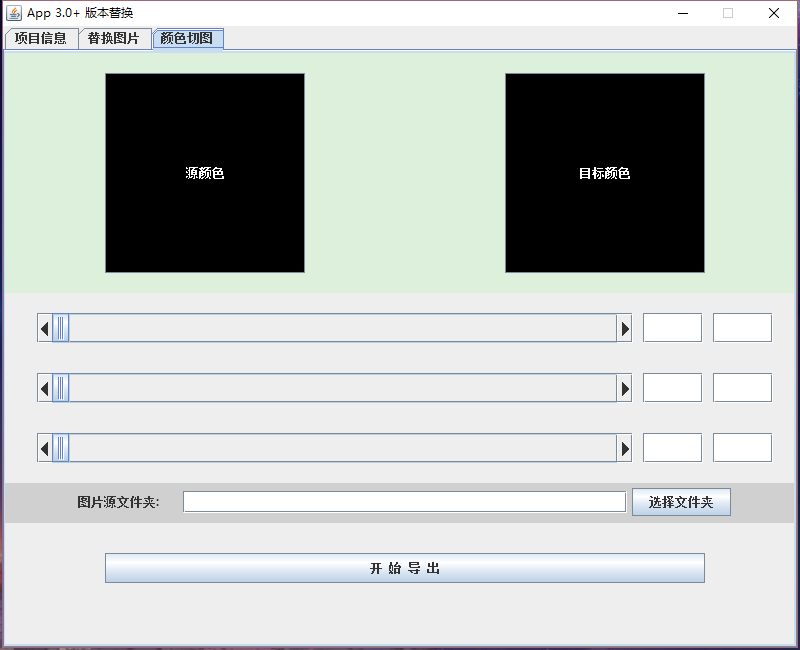 App 3.0+ 版本替换
项目信息 替换图片 颜色切图
源颜色 目标颜色
图片源文件夹: 选择文件夹
开 始 导 出